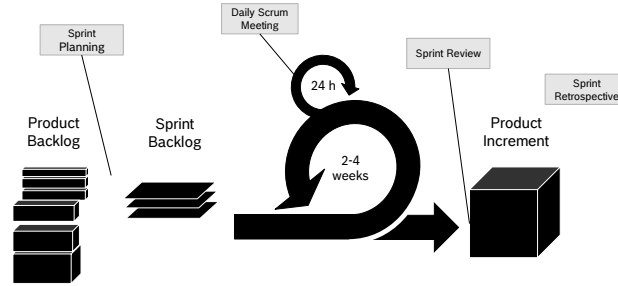 Daily Scrum
Meeting
Sprint
Planning
Sprint Review
Sprint
Retrospective
24 h
Product
Backlog
Sprint
Backlog
2-4
weeks
Product
Increment